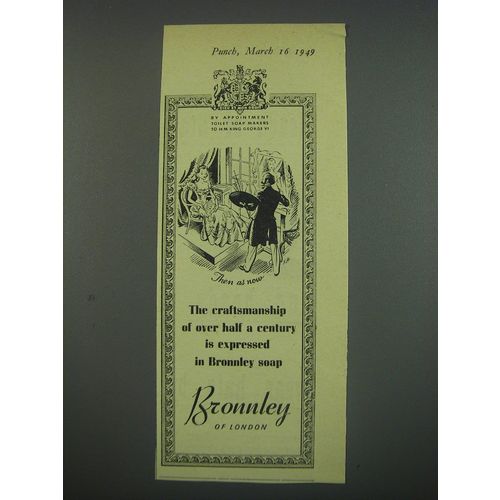 Punch, March 16 1949
BY APPOINTMENT
TOILET SOAP MAKERS
TO H·M·KING GEORGE VI
Then as now
The craftsmanship
of over half a century
is expressed
in Bronnley soap
Bronnley
OF LONDON